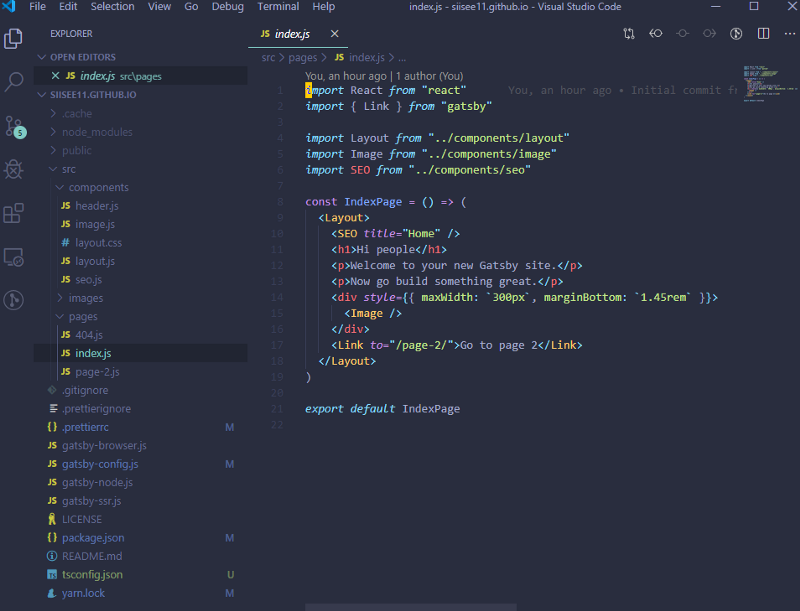 File Edit Selection View Go Debug Terminal Help index.js - siisee11.github.io - Visual Studio Code
EXPLORER
OPEN EDITORS
JS index.js src\pages
SIISEE11.GITHUB.IO
.cache
node_modules
public
src
components
JS header.js
JS image.js
# layout.css
JS layout.js
JS seo.js
images
pages
JS 404.js
JS index.js
JS page-2.js
.gitignore
.prettierignore
{} .prettierrc M
JS gatsby-browser.js
JS gatsby-config.js M
JS gatsby-node.js
JS gatsby-ssr.js
LICENSE
{} package.json M
README.md
TS tsconfig.json U
yarn.lock M
5
JS index.js
src > pages > JS index.js > ...
You, an hour ago | 1 author (You)
1 import React from "react" You, an hour ago • Initial commit fr
2 import { Link } from "gatsby"
3
4 import Layout from "../components/layout"
5 import Image from "../components/image"
6 import SEO from "../components/seo"
7
8 const IndexPage = () => (
9 <Layout>
10 <SEO title="Home" />
11 <h1>Hi people</h1>
12 <p>Welcome to your new Gatsby site.</p>
13 <p>Now go build something great.</p>
14 <div style={{ maxWidth: `300px`, marginBottom: `1.45rem` }}>
15 <Image />
16 </div>
17 <Link to="/page-2/">Go to page 2</Link>
18 </Layout>
19 )
20
21 export default IndexPage
22